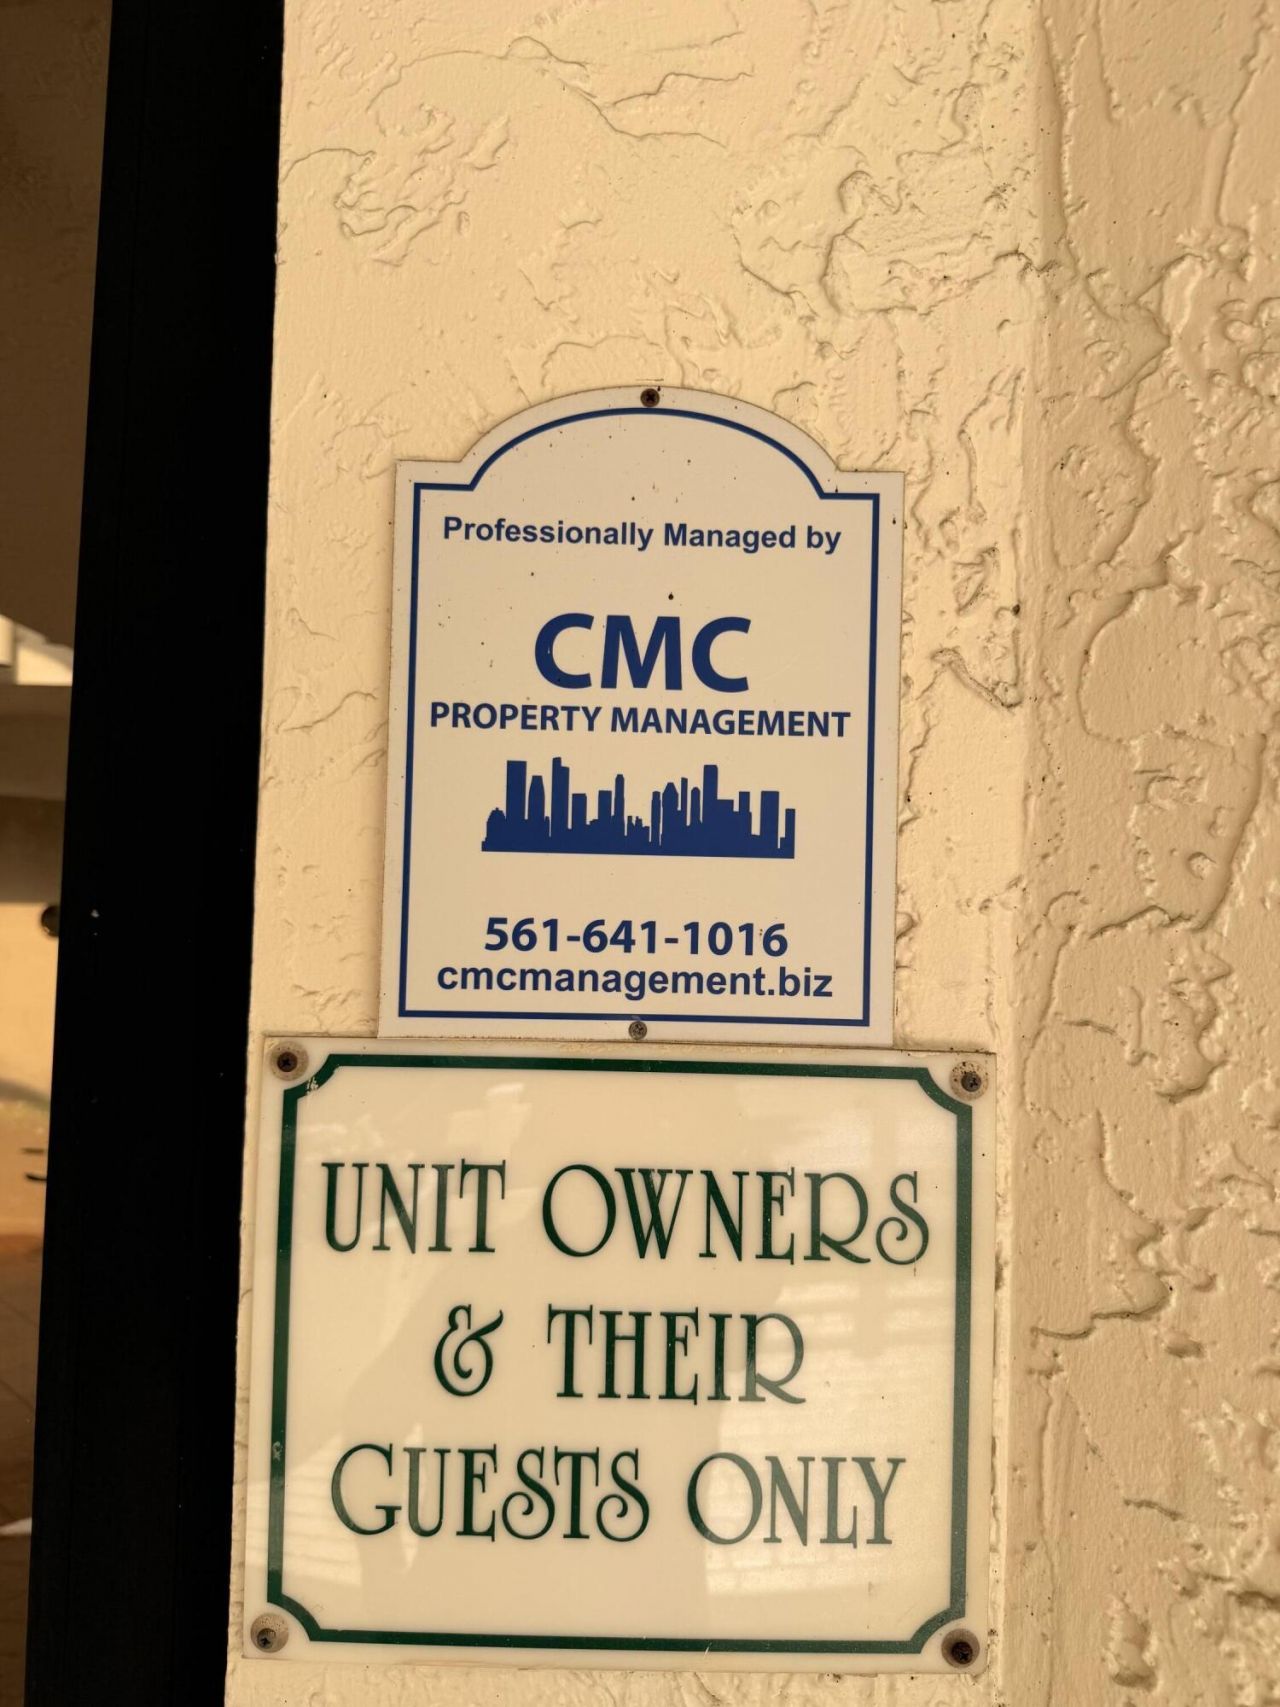 Professionally Managed by
CMC
PROPERTY MANAGEMENT
561-641-1016
cmcmanagement.biz
UNIT OWNERS
& THEIR
GUESTS ONLY